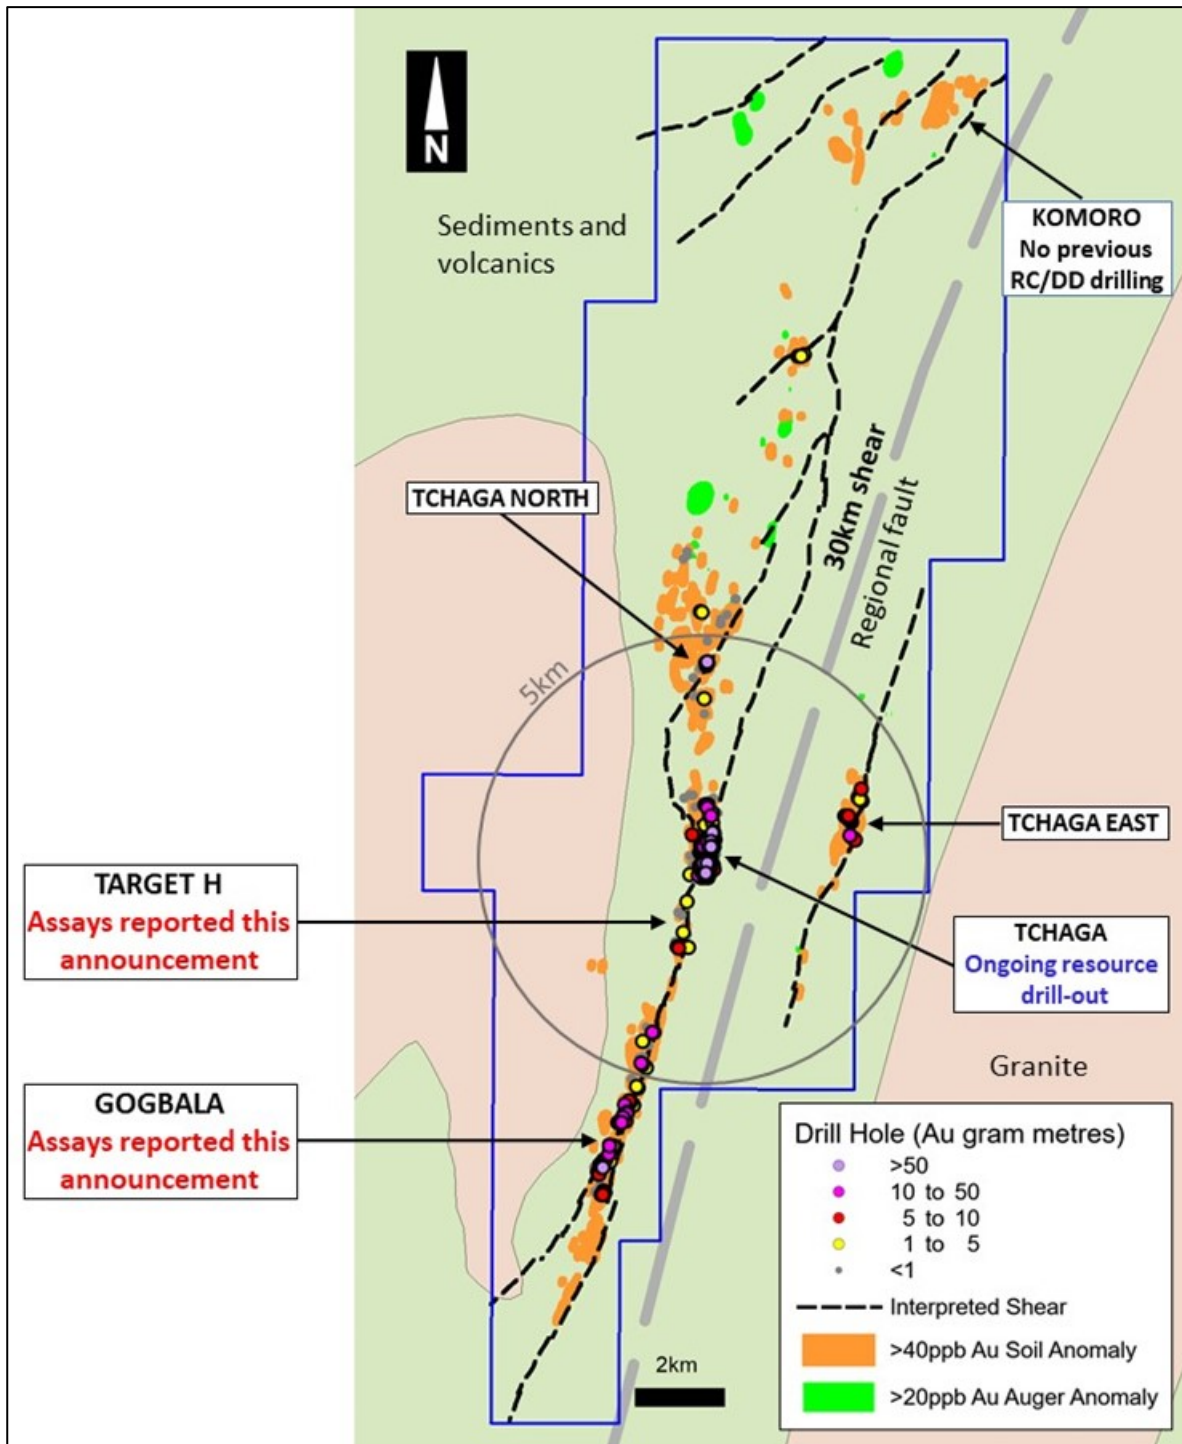 N
Sediments and
volcanics
KOMORO
No previous
RC/DD drilling
TCHAGA NORTH
30km shear
Regional fault
5km
TCHAGA EAST
TARGET H
Assays reported this
announcement
TCHAGA
Ongoing resource
drill-out
Granite
GOGBALA
Assays reported this
announcement
Drill Hole (Au gram metres)
>50
10 to 50
5 to 10
1 to 5
<1
Interpreted Shear
>40ppb Au Soil Anomaly
>20ppb Au Auger Anomaly
2km